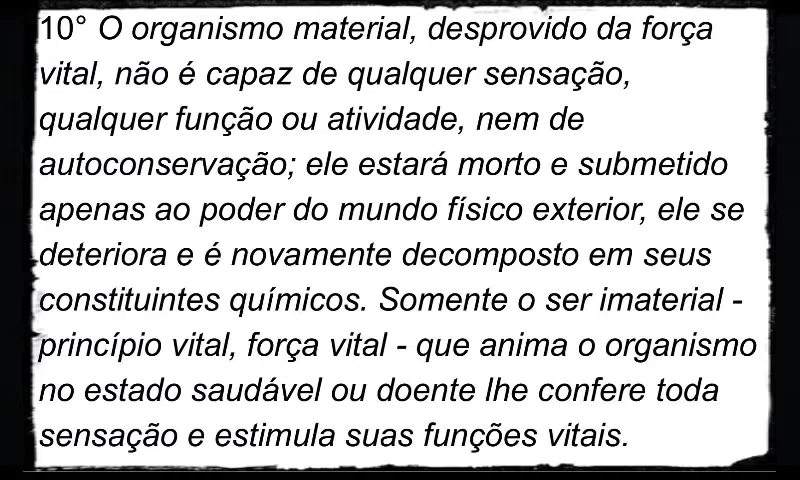 10° O organismo material, desprovido da força
vital, não é capaz de qualquer sensação,
qualquer função ou atividade, nem de
autoconservação; ele estará morto e submetido
apenas ao poder do mundo físico exterior, ele se
deteriora e é novamente decomposto em seus
constituintes químicos. Somente o ser imaterial -
princípio vital, força vital - que anima o organismo
no estado saudável ou doente lhe confere toda
sensação e estimula suas funções vitais.